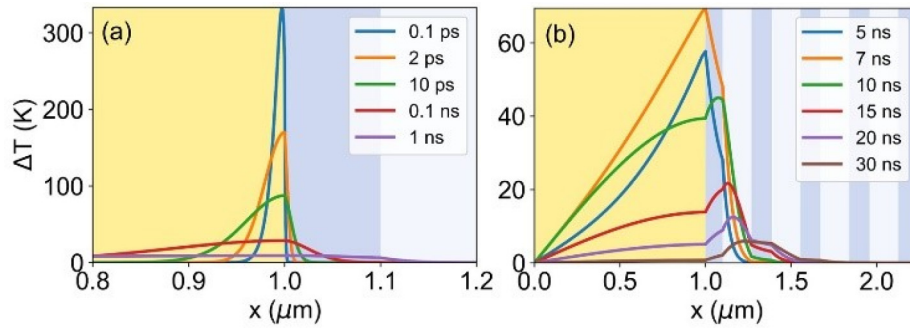 (a)
ΔT (K)
300
200
100
0
0.8
0.9
1.0
1.1
1.2
x (μm)
0.1 ps
2 ps
10 ps
0.1 ns
1 ns
(b)
60
40
20
0
0.0
0.5
1.0
1.5
2.0
x (μm)
5 ns
7 ns
10 ns
15 ns
20 ns
30 ns